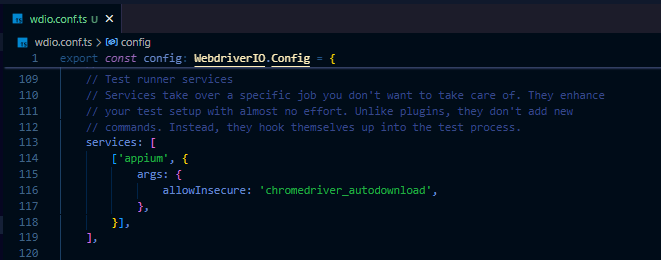 wdio.conf.ts U
wdio.conf.ts > config
1 export const config: WebdriverIO.Config = {
109 // Test runner services
110 // Services take over a specific job you don't want to take care of. They enhance
111 // your test setup with almost no effort. Unlike plugins, they don't add new
112 // commands. Instead, they hook themselves up into the test process.
113 services: [
114 ['appium', {
115 args: {
116 allowInsecure: 'chromedriver_autodownload',
117 },
118 }],
119 ],
120